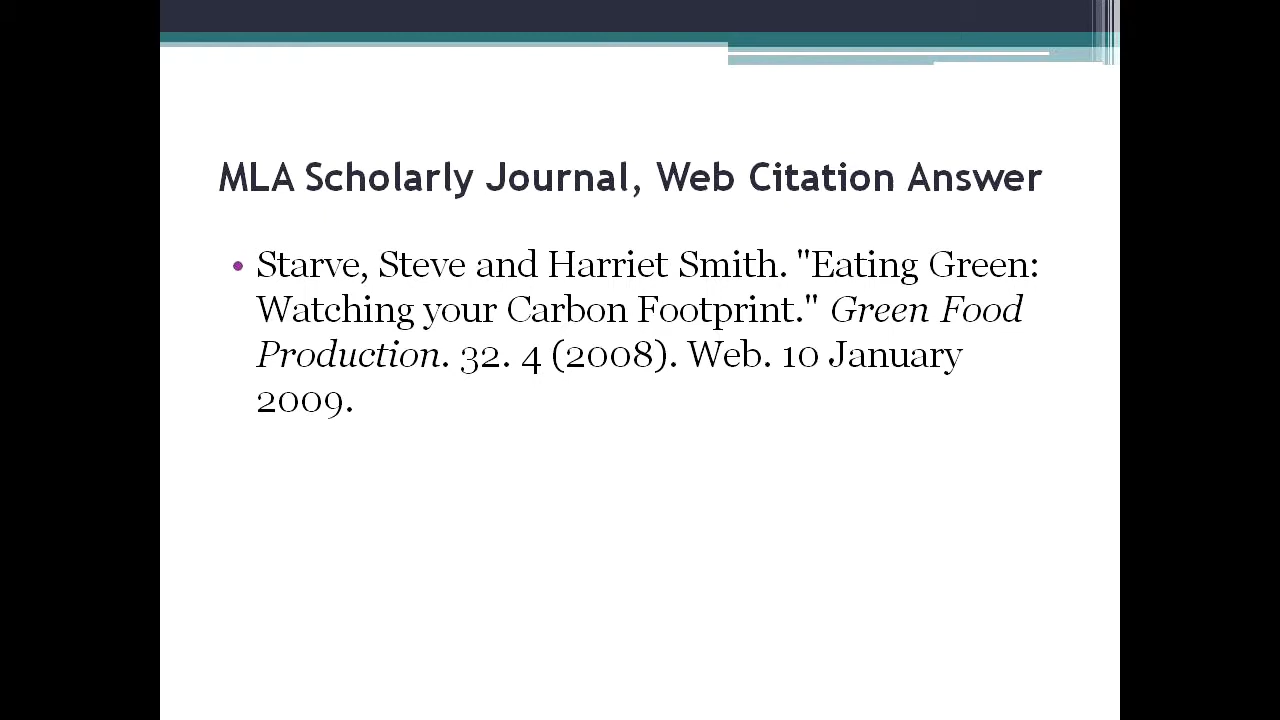 MLA Scholarly Journal, Web Citation Answer
• Starve, Steve and Harriet Smith. "Eating Green:
Watching your Carbon Footprint." Green Food
Production. 32. 4 (2008). Web. 10 January
2009.